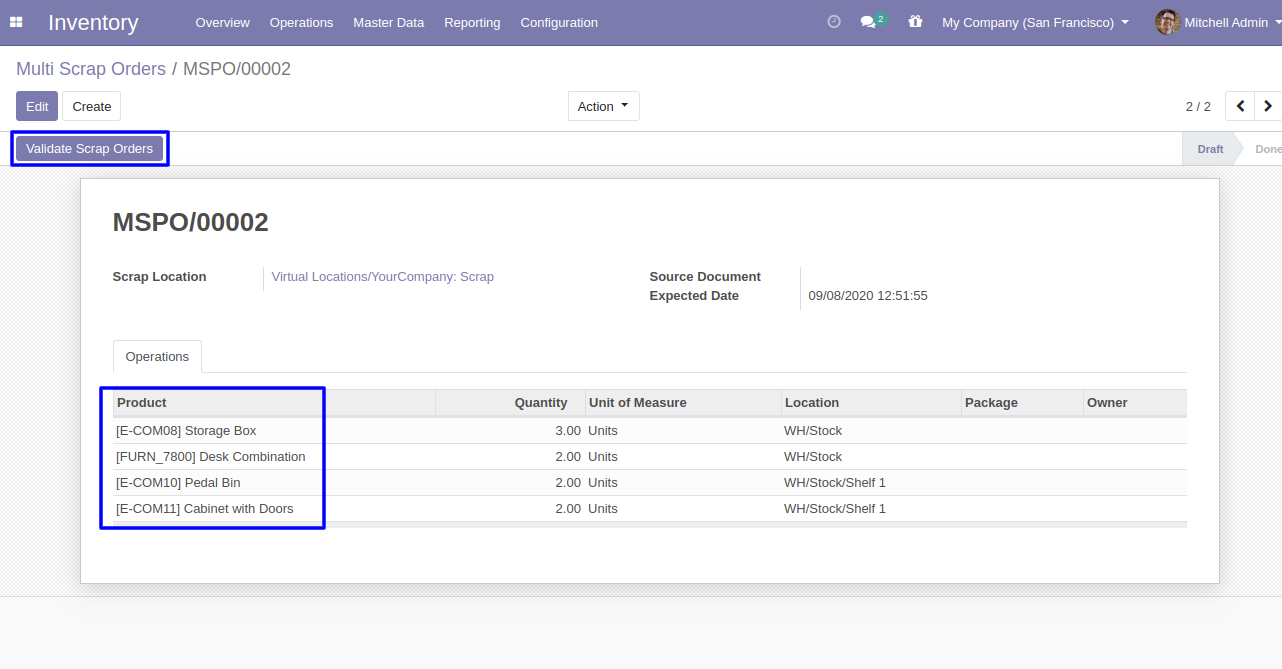 Inventory Overview Operations Master Data Reporting Configuration 2 My Company (San Francisco) Mitchell Admin
Multi Scrap Orders / MSPO/00002
Edit Create Action 2 / 2
Validate Scrap Orders Draft Done
MSPO/00002
Scrap Location Virtual Locations/YourCompany: Scrap Source Document
Expected Date 09/08/2020 12:51:55
Operations
Product Quantity Unit of Measure Location Package Owner
[E-COM08] Storage Box 3.00 Units WH/Stock
[FURN_7800] Desk Combination 2.00 Units WH/Stock
[E-COM10] Pedal Bin 2.00 Units WH/Stock/Shelf 1
[E-COM11] Cabinet with Doors 2.00 Units WH/Stock/Shelf 1